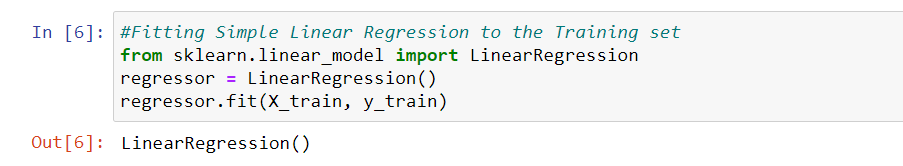 In [6]: #Fitting Simple Linear Regression to the Training set
from sklearn.linear_model import LinearRegression
regressor = LinearRegression()
regressor.fit(X_train, y_train)
Out[6]: LinearRegression()